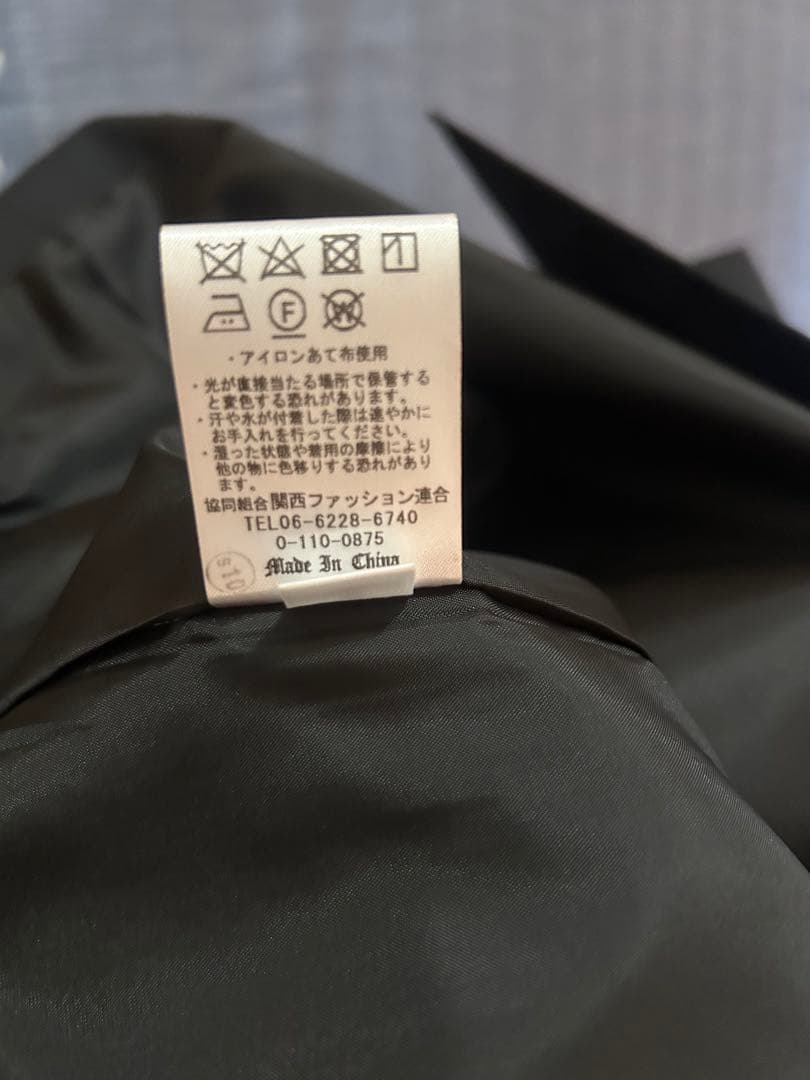 ・アイロンあて布使用
・光が直接当たる場所で保管する
と変色する恐れがあります。
・汗や水が付着した際は速やかに
お手入れを行ってください。
・湿った状態や着用の摩擦により
他の物に色移りする恐れがあり
ます。
協同組合関西ファッション連合
TEL06-6228-6740
0-110-0875
Made In China